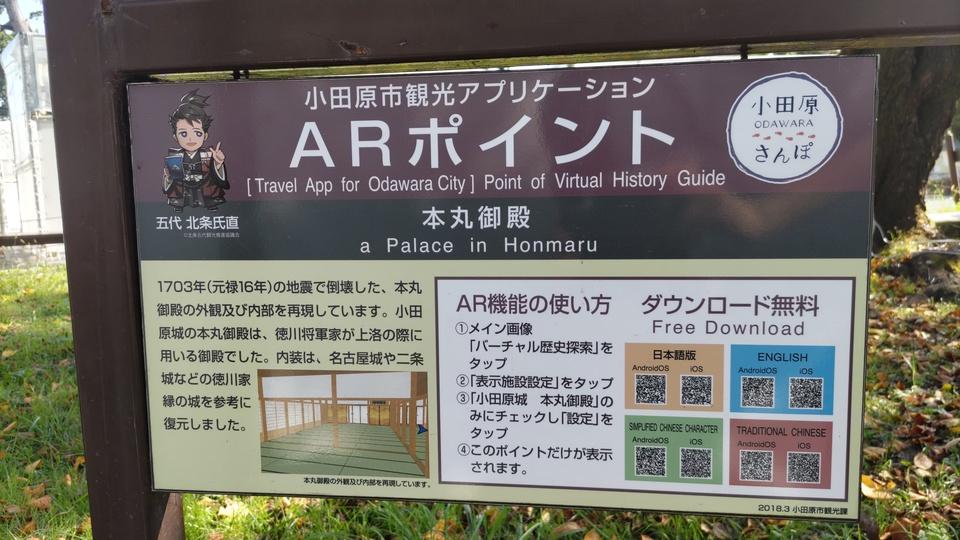 小田原市観光アプリケーション
ARポイント
[Travel App for Odawara City] Point of Virtual History Guide
小田原
ODAWARA
さんぽ
五代 北条氏直
本丸御殿
a Palace in Honmaru
1703年(元禄16年)の地震で倒壊した、本丸
御殿の外観及び内部を再現しています。小田
原城の本丸御殿は、徳川将軍家が上洛の際に
用いる御殿でした。内装は、名古屋城や二条
城などの徳川家
縁の城を参考に
復元しました。
本丸御殿の外観及び内部を再現しています。
AR機能の使い方
①メイン画像
「バーチャル歴史探索」を
タップ
②「表示施設設定」をタップ
③「小田原城 本丸御殿」の
みにチェックし「設定」を
タップ
④このポイントだけが表示
されます。
ダウンロード無料
Free Download
日本語版
AndroidOS iOS
ENGLISH
AndroidOS iOS
SIMPLIFIED CHINESE CHARACTER
AndroidOS iOS
TRADITIONAL CHINESE
AndroidOS iOS
2018.3 小田原市観光課